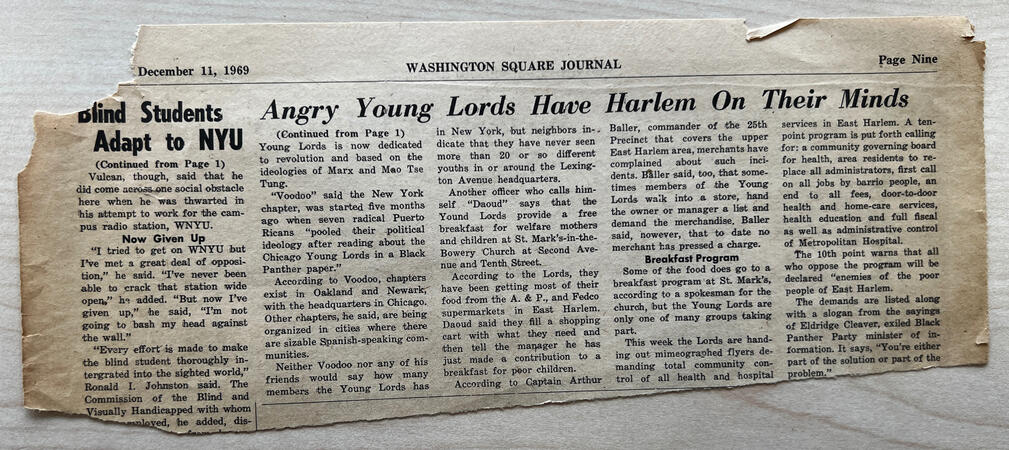 December 11, 1969
WASHINGTON SQUARE JOURNAL
Page Nine
Blind Students
Adapt to NYU
(Continued from Page 1)
Vulcan, though, said that he
did come across one social obstacle
here when he was thwarted in
his attempt to work for the cam-
pus radio station, WNYU.
Now Given Up
"I tried to get on WNYU but
I've met a great deal of opposi-
tion," he said. "I've never been
able to crack that station wide
open," he added. "But now I've
given up," he said, "I'm not
going to bash my head against
the wall."
"Every effort is made to make
the blind student thoroughly in-
tergrated into the sighted world,"
Ronald I. Johnston said. The
Commission of the Blind and
Visually Handicapped with whom
employed, he added, dis-
Angry Young Lords Have Harlem On Their Minds
(Continued from Page 1)
Young Lords is now dedicated
to revolution and based on the
ideologies of Marx and Mao Tse
Tung.
"Voodoo" said the New York
chapter, was started five months
ago when seven radical Puerto
Ricans "pooled their political
ideology after reading about the
Chicago Young Lords in a Black
Panther paper."
According to Voodoo, chapters
exist in Oakland and Newark,
with the headquarters in Chicago.
Other chapters, he said, are being
organized in cities where there
are sizable Spanish-speaking com-
munities.
Neither Voodoo nor any of his
friends would say how many
members the Young Lords has
in New York, but neighbors in-
dicate that they have never seen
more than 20 or so different
youths in or around the Lexing-
ton Avenue headquarters.
Another officer who calls him-
self "Daoud" says that the
Yound Lords provide a free
breakfast for welfare mothers
and children at St. Mark's-in-the-
Bowery Church at Second Ave-
nue and Tenth Street.
According to the Lords, they
have been getting most of their
food from the A. & P., and Fedco
supermarkets in East Harlem.
Daoud said they fill a shopping
cart with what they need and
then tell the manager he has
just made a contribution to a
breakfast for poor children.
According to Captain Arthur
Baller, commander of the 25th
Precinct that covers the upper
East Harlem area, merchants have
complained about such inci-
dents. Baller said, too, that some-
times members of the Young
Lords walk into a store, hand
the owner or manager a list and
demand the merchandise. Baller
said, however, that to date no
merchant has pressed a charge.
Breakfast Program
Some of the food does go to a
breakfast program at St. Mark's,
according to a spokesman for the
church, but the Young Lords are
only one of many groups taking
part.
This week the Lords are hand-
ing out mimeographed flyers de-
manding total community con-
trol of all health and hospital
services in East Harlem. A ten-
point program is put forth calling
for: a community governing board
for health, area residents to re-
place all administrators, first call
on all jobs by barrio people, an
end to all fees, door-to-door
health and home-care services,
health education and full fiscal
as well as administrative control
of Metropolitan Hospital.
The 10th point warns that all
who oppose the program will be
declared "enemies of the poor
people of East Harlem.
The demands are listed along
with a slogan from the sayings
of Eldridge Cleaver, exiled Black
Panther Party minister of in-
formation. It says, "You're either
part of the solution or part of the
problem."